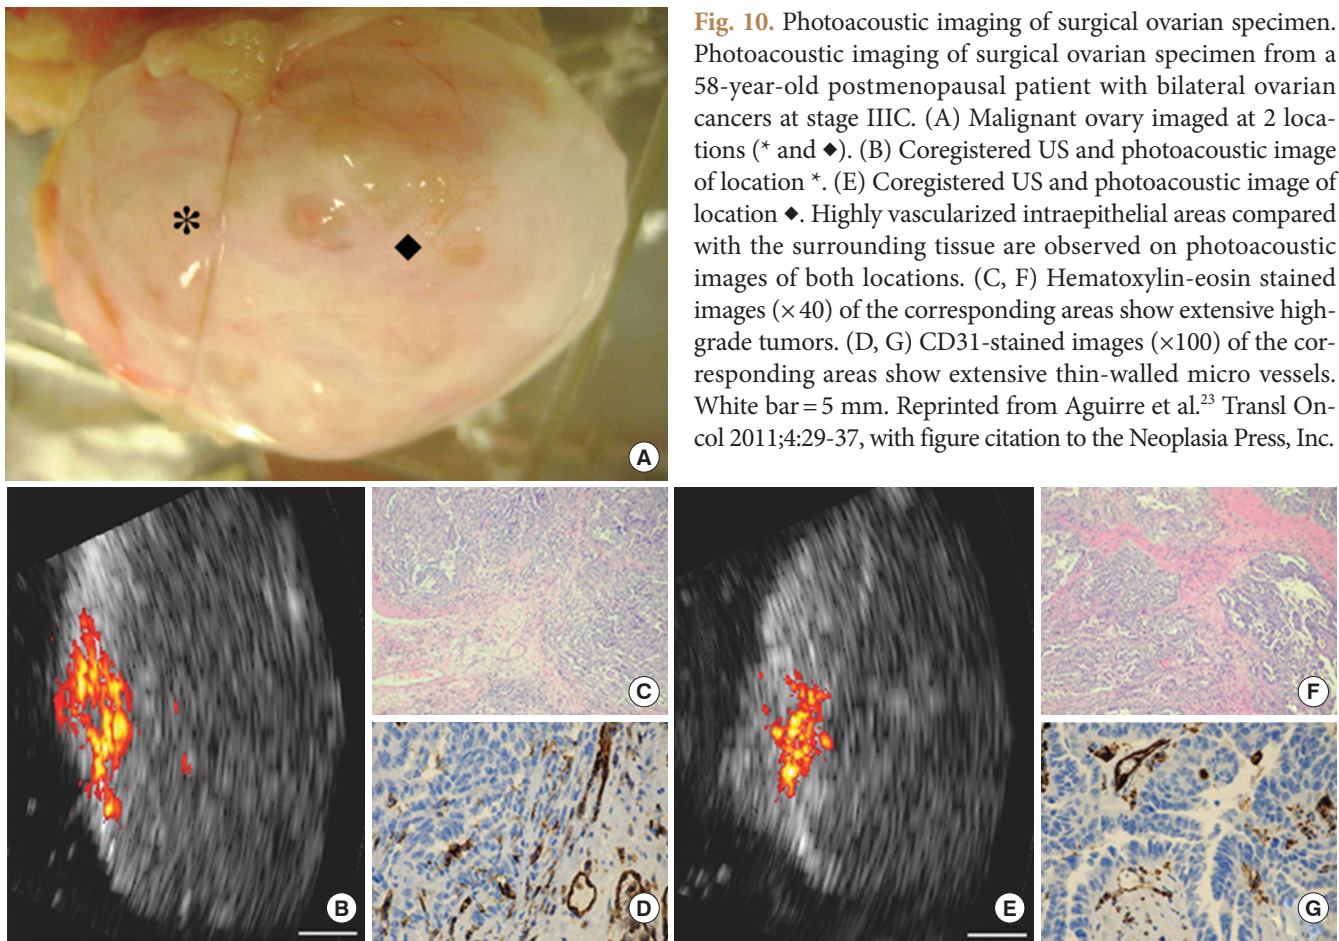 Fig. 10. Photoacoustic imaging of surgical ovarian specimen.
Photoacoustic imaging of surgical ovarian specimen from a
58-year-old postmenopausal patient with bilateral ovarian
cancers at stage IIIC. (A) Malignant ovary imaged at 2 loca-
tions (* and ◆). (B) Coregistered US and photoacoustic image
of location *. (E) Coregistered US and photoacoustic image of
location ◆. Highly vascularized intraepithelial areas compared
with the surrounding tissue are observed on photoacoustic
images of both locations. (C, F) Hematoxylin-eosin stained
images (×40) of the corresponding areas show extensive high-
grade tumors. (D, G) CD31-stained images (×100) of the cor-
responding areas show extensive thin-walled micro vessels.
White bar=5 mm. Reprinted from Aguirre et al.²³ Transl On-
col 2011;4:29-37, with figure citation to the Neoplasia Press, Inc.
*
◆
A
B
C
D
E
F
G